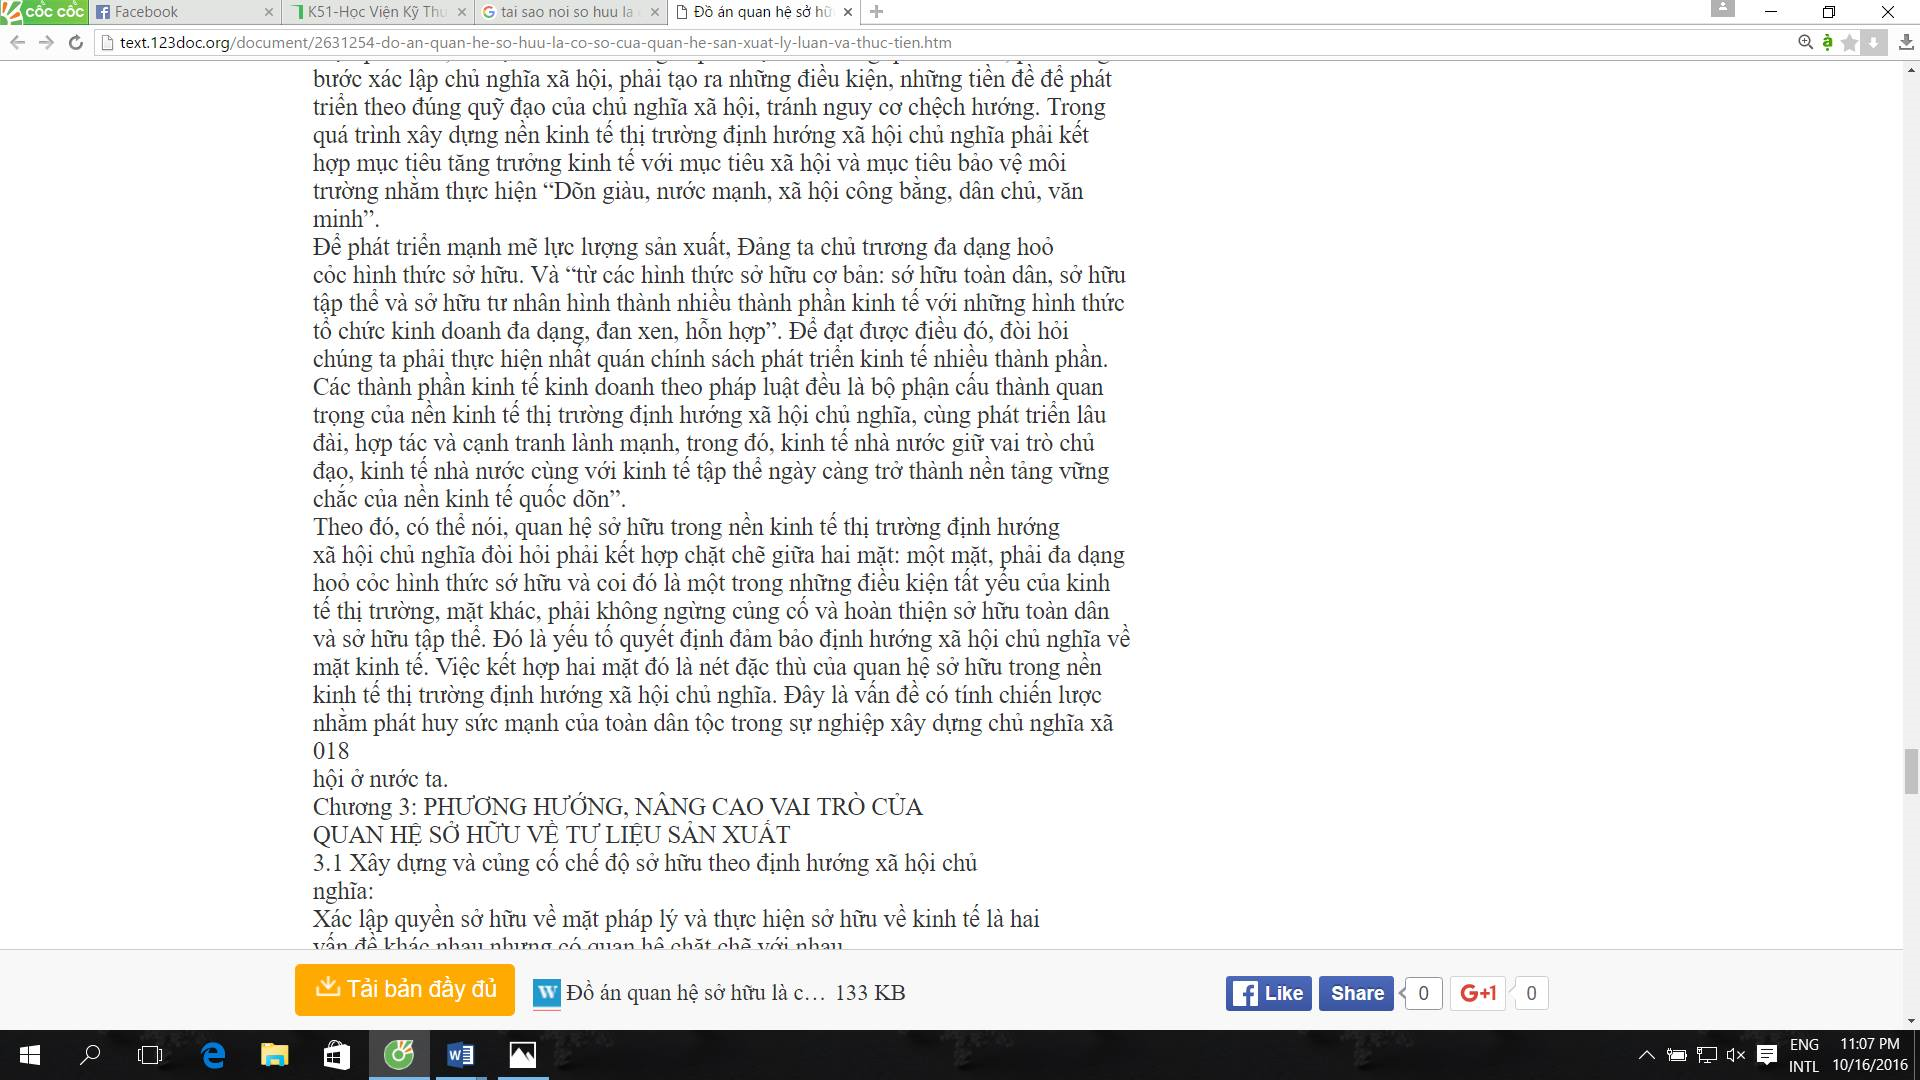 cốc cốc
Facebook
K51-Học Viện Kỹ Thu
tai sao noi so huu la
Đồ án quan hệ sở hữ
text.123doc.org/document/2631254-do-an-quan-he-so-huu-la-co-so-cua-quan-he-san-xuat-ly-luan-va-thuc-tien.htm
bước xác lập chủ nghĩa xã hội, phải tạo ra những điều kiện, những tiền đề để phát
triển theo đúng quỹ đạo của chủ nghĩa xã hội, tránh nguy cơ chệch hướng. Trong
quá trình xây dựng nền kinh tế thị trường định hướng xã hội chủ nghĩa phải kết
hợp mục tiêu tăng trưởng kinh tế với mục tiêu xã hội và mục tiêu bảo vệ môi
trường nhằm thực hiện “Dõn giàu, nước mạnh, xã hội công bằng, dân chủ, văn
minh”.
Để phát triển mạnh mẽ lực lượng sản xuất, Đảng ta chủ trương đa dạng hoỏ
cỏc hình thức sở hữu. Và “từ các hình thức sở hữu cơ bản: sớ hữu toàn dân, sở hữu
tập thể và sở hữu tư nhân hình thành nhiều thành phần kinh tế với những hình thức
tổ chức kinh doanh đa dạng, đan xen, hỗn hợp”. Để đạt được điều đó, đòi hỏi
chúng ta phải thực hiện nhất quán chính sách phát triển kinh tế nhiều thành phần.
Các thành phần kinh tế kinh doanh theo pháp luật đều là bộ phận cấu thành quan
trọng của nền kinh tế thị trường định hướng xã hội chủ nghĩa, cùng phát triển lâu
đài, hợp tác và cạnh tranh lành mạnh, trong đó, kinh tế nhà nước giữ vai trò chủ
đạo, kinh tế nhà nước cùng với kinh tế tập thể ngày càng trở thành nền tảng vững
chắc của nền kinh tế quốc dõn”.
Theo đó, có thể nói, quan hệ sở hữu trong nền kinh tế thị trường định hướng
xã hội chủ nghĩa đòi hỏi phải kết hợp chặt chẽ giữa hai mặt: một mặt, phải đa dạng
hoỏ cỏc hình thức sớ hữu và coi đó là một trong những điều kiện tất yếu của kinh
tế thị trường, mặt khác, phải không ngừng củng cố và hoàn thiện sở hữu toàn dân
và sở hữu tập thể. Đó là yếu tố quyết định đảm bảo định hướng xã hội chủ nghĩa về
mặt kinh tế. Việc kết hợp hai mặt đó là nét đặc thù của quan hệ sở hữu trong nền
kinh tế thị trường định hướng xã hội chủ nghĩa. Đây là vấn đề có tính chiến lược
nhằm phát huy sức mạnh của toàn dân tộc trong sự nghiệp xây dựng chủ nghĩa xã
018
hội ở nước ta.
Chương 3: PHƯƠNG HƯỚNG, NÂNG CAO VAI TRÒ CỦA
QUAN HỆ SỞ HỮU VỀ TƯ LIỆU SẢN XUẤT
3.1 Xây dựng và củng cố chế độ sở hữu theo định hướng xã hội chủ
nghĩa:
Xác lập quyền sở hữu về mặt pháp lý và thực hiện sở hữu về kinh tế là hai
vấn đề khác nhau nhưng có quan hệ chặt chẽ với nhau
Tải bản đầy đủ
Đồ án quan hệ sở hữu là c... 133 KB
Like
Share
0
G+1
0
ENG
INTL
11:07 PM
10/16/2016